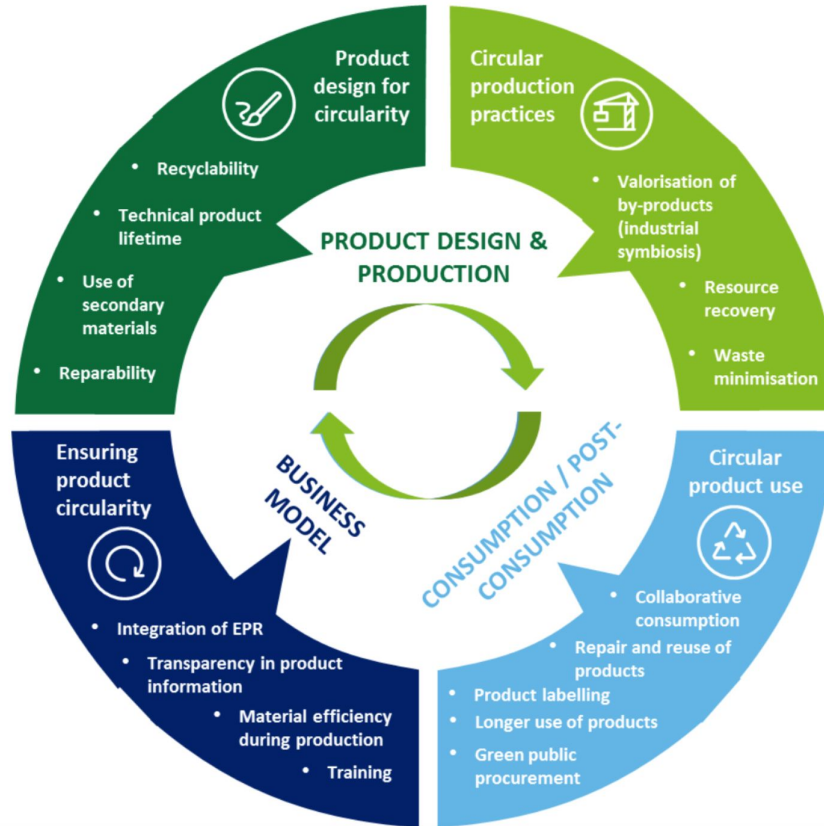 Product
design for
circularity
• Recyclability
• Technical product
lifetime
• Use of
secondary
materials
• Reparability
Circular
production
practices
• Valorisation of
by-products
(industrial
symbiosis)
• Resource
recovery
• Waste
minimisation
PRODUCT DESIGN &
PRODUCTION
BUSINESS
MODEL
CONSUMPTION / POST-
CONSUMPTION
Ensuring
product
circularity
• Integration of EPR
• Transparency in product
information
• Material efficiency
during production
• Training
Circular
product use
• Collaborative
consumption
• Repair and reuse of
products
• Product labelling
• Longer use of products
• Green public
procurement